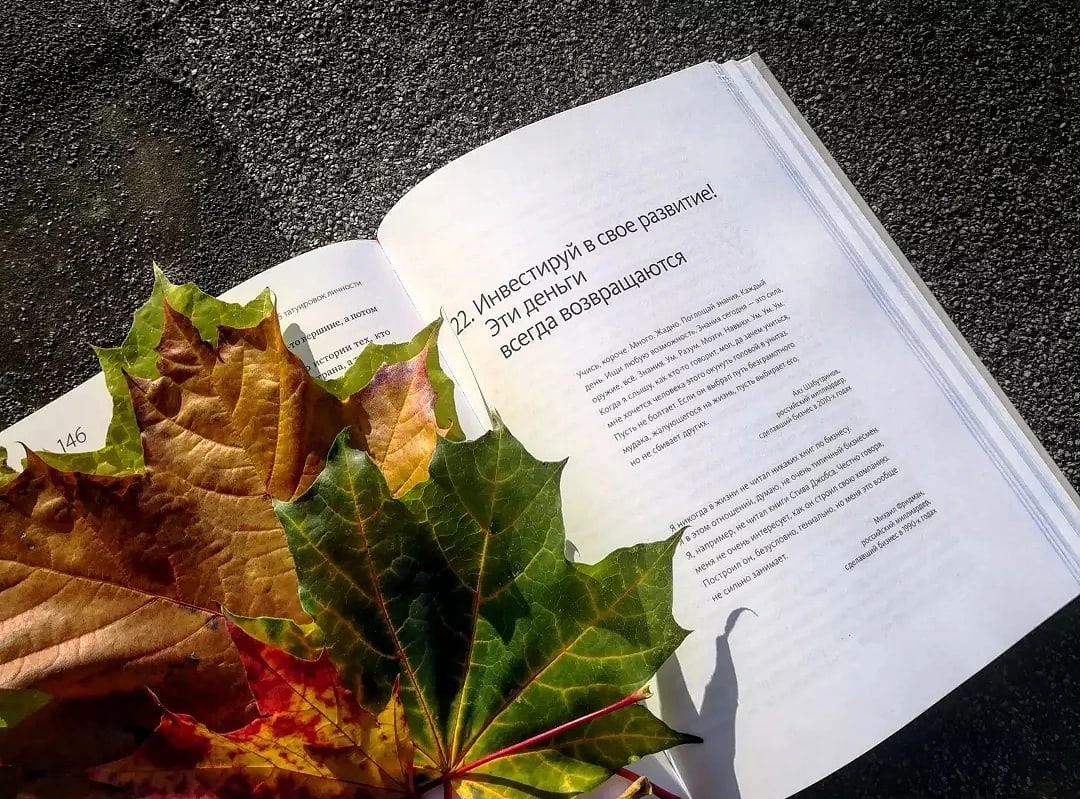 татуировок личности
то вершине, а потом
истории тех, кто
146
22. Инвестируй в свое развитие!
Эти деньги
всегда возвращаются
Учись, короче. Много. Жадно. Поглощай знания. Каждый
день. Ищи любую возможность. Знания сегодня — это сила,
оружие, всё. Знания. Ум. Разум. Мозги. Навыки. Ум. Ум. Ум.
Когда я слышу, как кто-то говорит, мол, да зачем учиться,
мне хочется человека этого окунуть головой в унитаз.
Пусть не болтает. Если он выбрал путь безграмотного
мудака, жалующегося на жизнь, пусть выбирает его,
но не сбивает других.
Аяз Шабутдинов,
российский миллиардер,
сделавший бизнес в 2010-х годах
Я никогда в жизни не читал никаких книг по бизнесу.
в этом отношении, думаю, не очень типичный бизнесмен.
Я, например, не читал книги Стива Джобса. Честно говоря,
меня не очень интересует, как он строил свою компанию.
Построил он, безусловно, гениально, но меня это вообще
не сильно занимает.
Михаил Фридман,
российский миллиардер,
сделавший бизнес в 1990-х годах